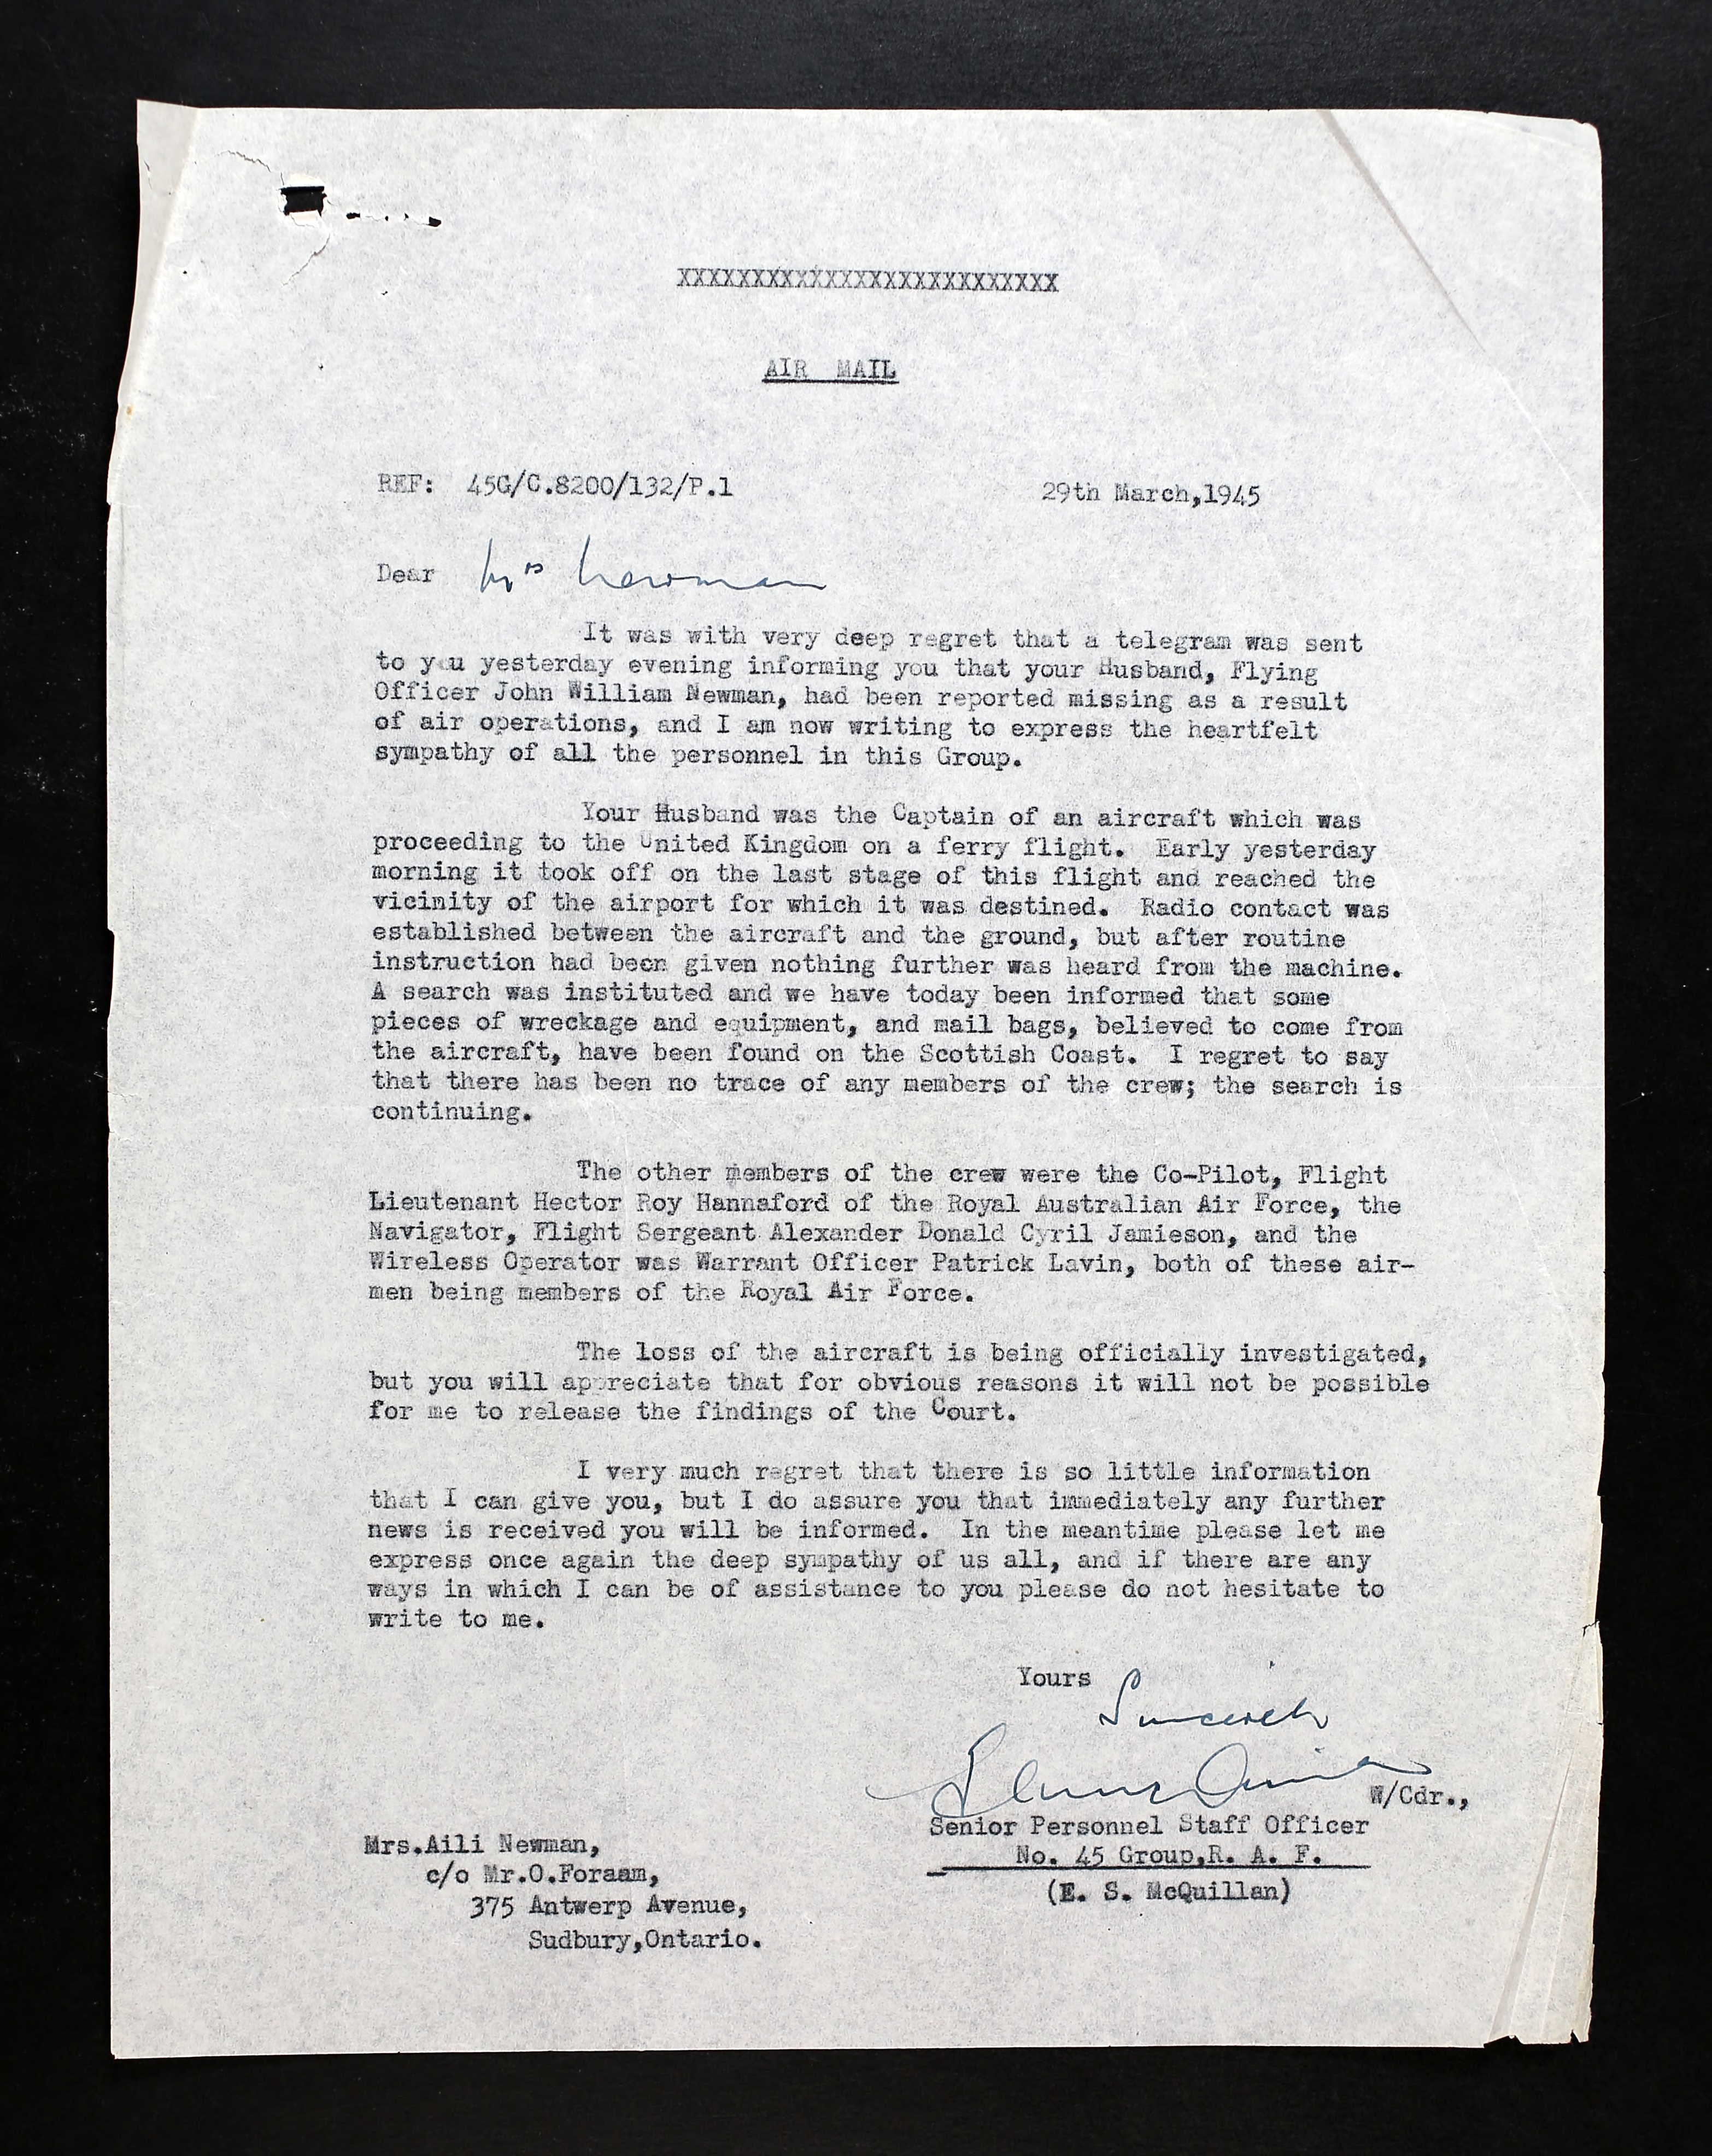 XXXXXXXXXXXXXXXXXXXXXXXXXX
AIR MAIL
REF: 45G/C.8200/132/P.1 29th March,1945
Dear Mrs Newman
It was with very deep regret that a telegram was sent
to you yesterday evening informing you that your Husband, Flying
Officer John William Newman, had been reported missing as a result
of air operations, and I am now writing to express the heartfelt
sympathy of all the personnel in this Group.
Your Husband was the Captain of an aircraft which was
proceeding to the United Kingdom on a ferry flight. Early yesterday
morning it took off on the last stage of this flight and reached the
vicinity of the airport for which it was destined. Radio contact was
established between the aircraft and the ground, but after routine
instruction had been given nothing further was heard from the machine.
A search was instituted and we have today been informed that some
pieces of wreckage and equipment, and mail bags, believed to come from
the aircraft, have been found on the Scottish Coast. I regret to say
that there has been no trace of any members of the crew; the search is
continuing.
The other members of the crew were the Co-Pilot, Flight
Lieutenant Hector Roy Hannaford of the Royal Australian Air Force, the
Navigator, Flight Sergeant Alexander Donald Cyril Jamieson, and the
Wireless Operator was Warrant Officer Patrick Lavin, both of these air-
men being members of the Royal Air Force.
The loss of the aircraft is being officially investigated,
but you will appreciate that for obvious reasons it will not be possible
for me to release the findings of the Court.
I very much regret that there is so little information
that I can give you, but I do assure you that immediately any further
news is received you will be informed. In the meantime please let me
express once again the deep sympathy of us all, and if there are any
ways in which I can be of assistance to you please do not hesitate to
write to me.
Yours Sincerely
W/Cdr.,
Senior Personnel Staff Officer
No. 45 Group,R. A. F.
(E. S. McQuillan)
Mrs.Aili Newman,
c/o Mr.O.Foraam,
375 Antwerp Avenue,
Sudbury,Ontario.